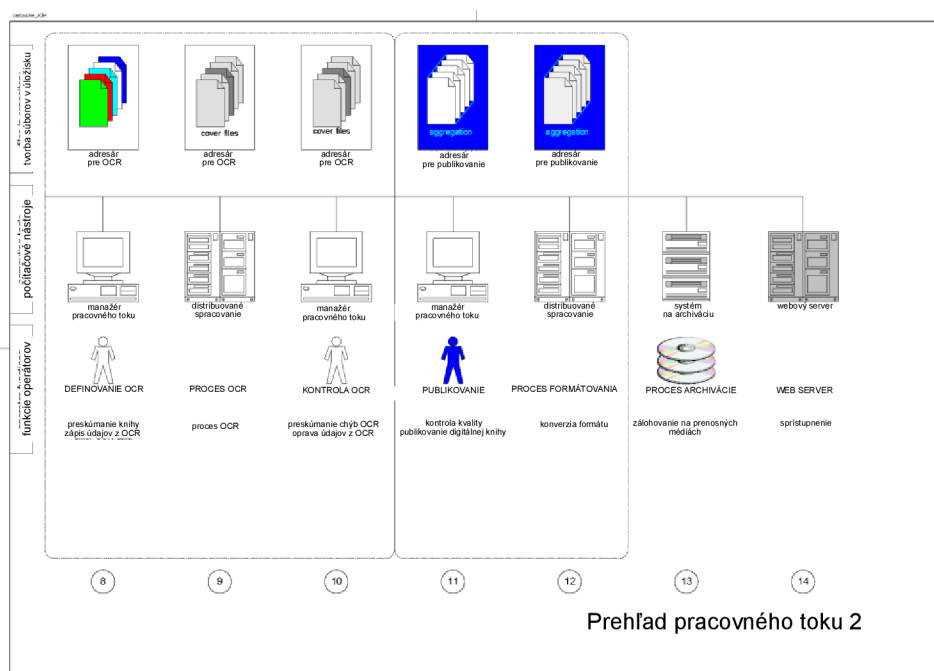 cartouche_A3H
tvorba súborov v úložisku
cover files
cover files
aggregation
aggregation
adresár
pre OCR
adresár
pre OCR
adresár
pre OCR
adresár
pre publikovanie
adresár
pre publikovanie
počítačové nástroje
manažér
pracovného toku
distribuované
spracovanie
manažér
pracovného toku
manažér
pracovného toku
distribuované
spracovanie
systém
na archiváciu
webový server
funkcie operátorov
DEFINOVANIE OCR
PROCES OCR
KONTROLA OCR
PUBLIKOVANIE
PROCES FORMÁTOVANIA
PROCES ARCHIVÁCIE
WEB SERVER
preskúmanie knihy
zápis údajov z OCR
proces OCR
preskúmanie chýb OCR
oprava údajov z OCR
kontrola kvality
publikovanie digitálnej knihy
konverzia formátu
zálohovanie na prenosných
médiách
sprístupnenie
8
9
10
11
12
13
14
Prehľad pracovného toku 2